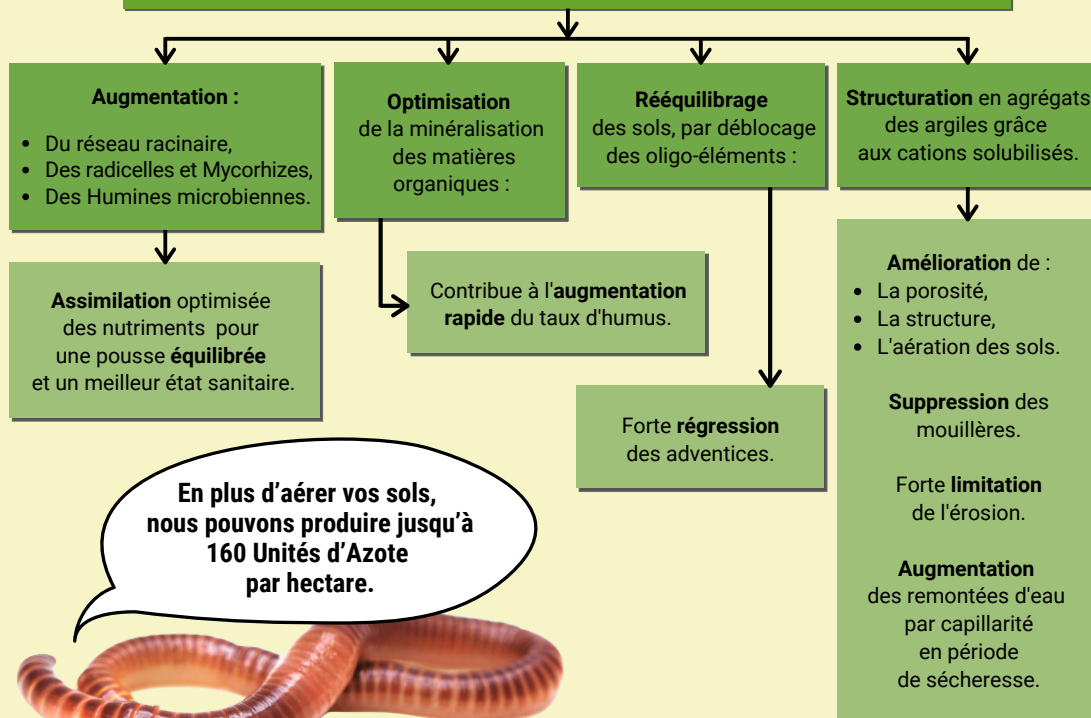 Augmentation :
• Du réseau racinaire,
• Des radicelles et Mycorhizes,
• Des Humines microbiennes.
Assimilation optimisée
des nutriments pour
une pousse équilibrée
et un meilleur état sanitaire.
Optimisation
de la minéralisation
des matières
organiques :
Contribue à l'augmentation
rapide du taux d'humus.
Rééquilibrage
des sols, par déblocage
des oligo-éléments :
Forte régression
des adventices.
Structuration en agrégats
des argiles grâce
aux cations solubilisés.
Amélioration de :
• La porosité,
• La structure,
• L'aération des sols.
Suppression des
mouillères.
Forte limitation
de l'érosion.
Augmentation
des remontées d'eau
par capillarité
en période
de sécheresse.
En plus d’aérer vos sols,
nous pouvons produire jusqu’à
160 Unités d’Azote
par hectare.